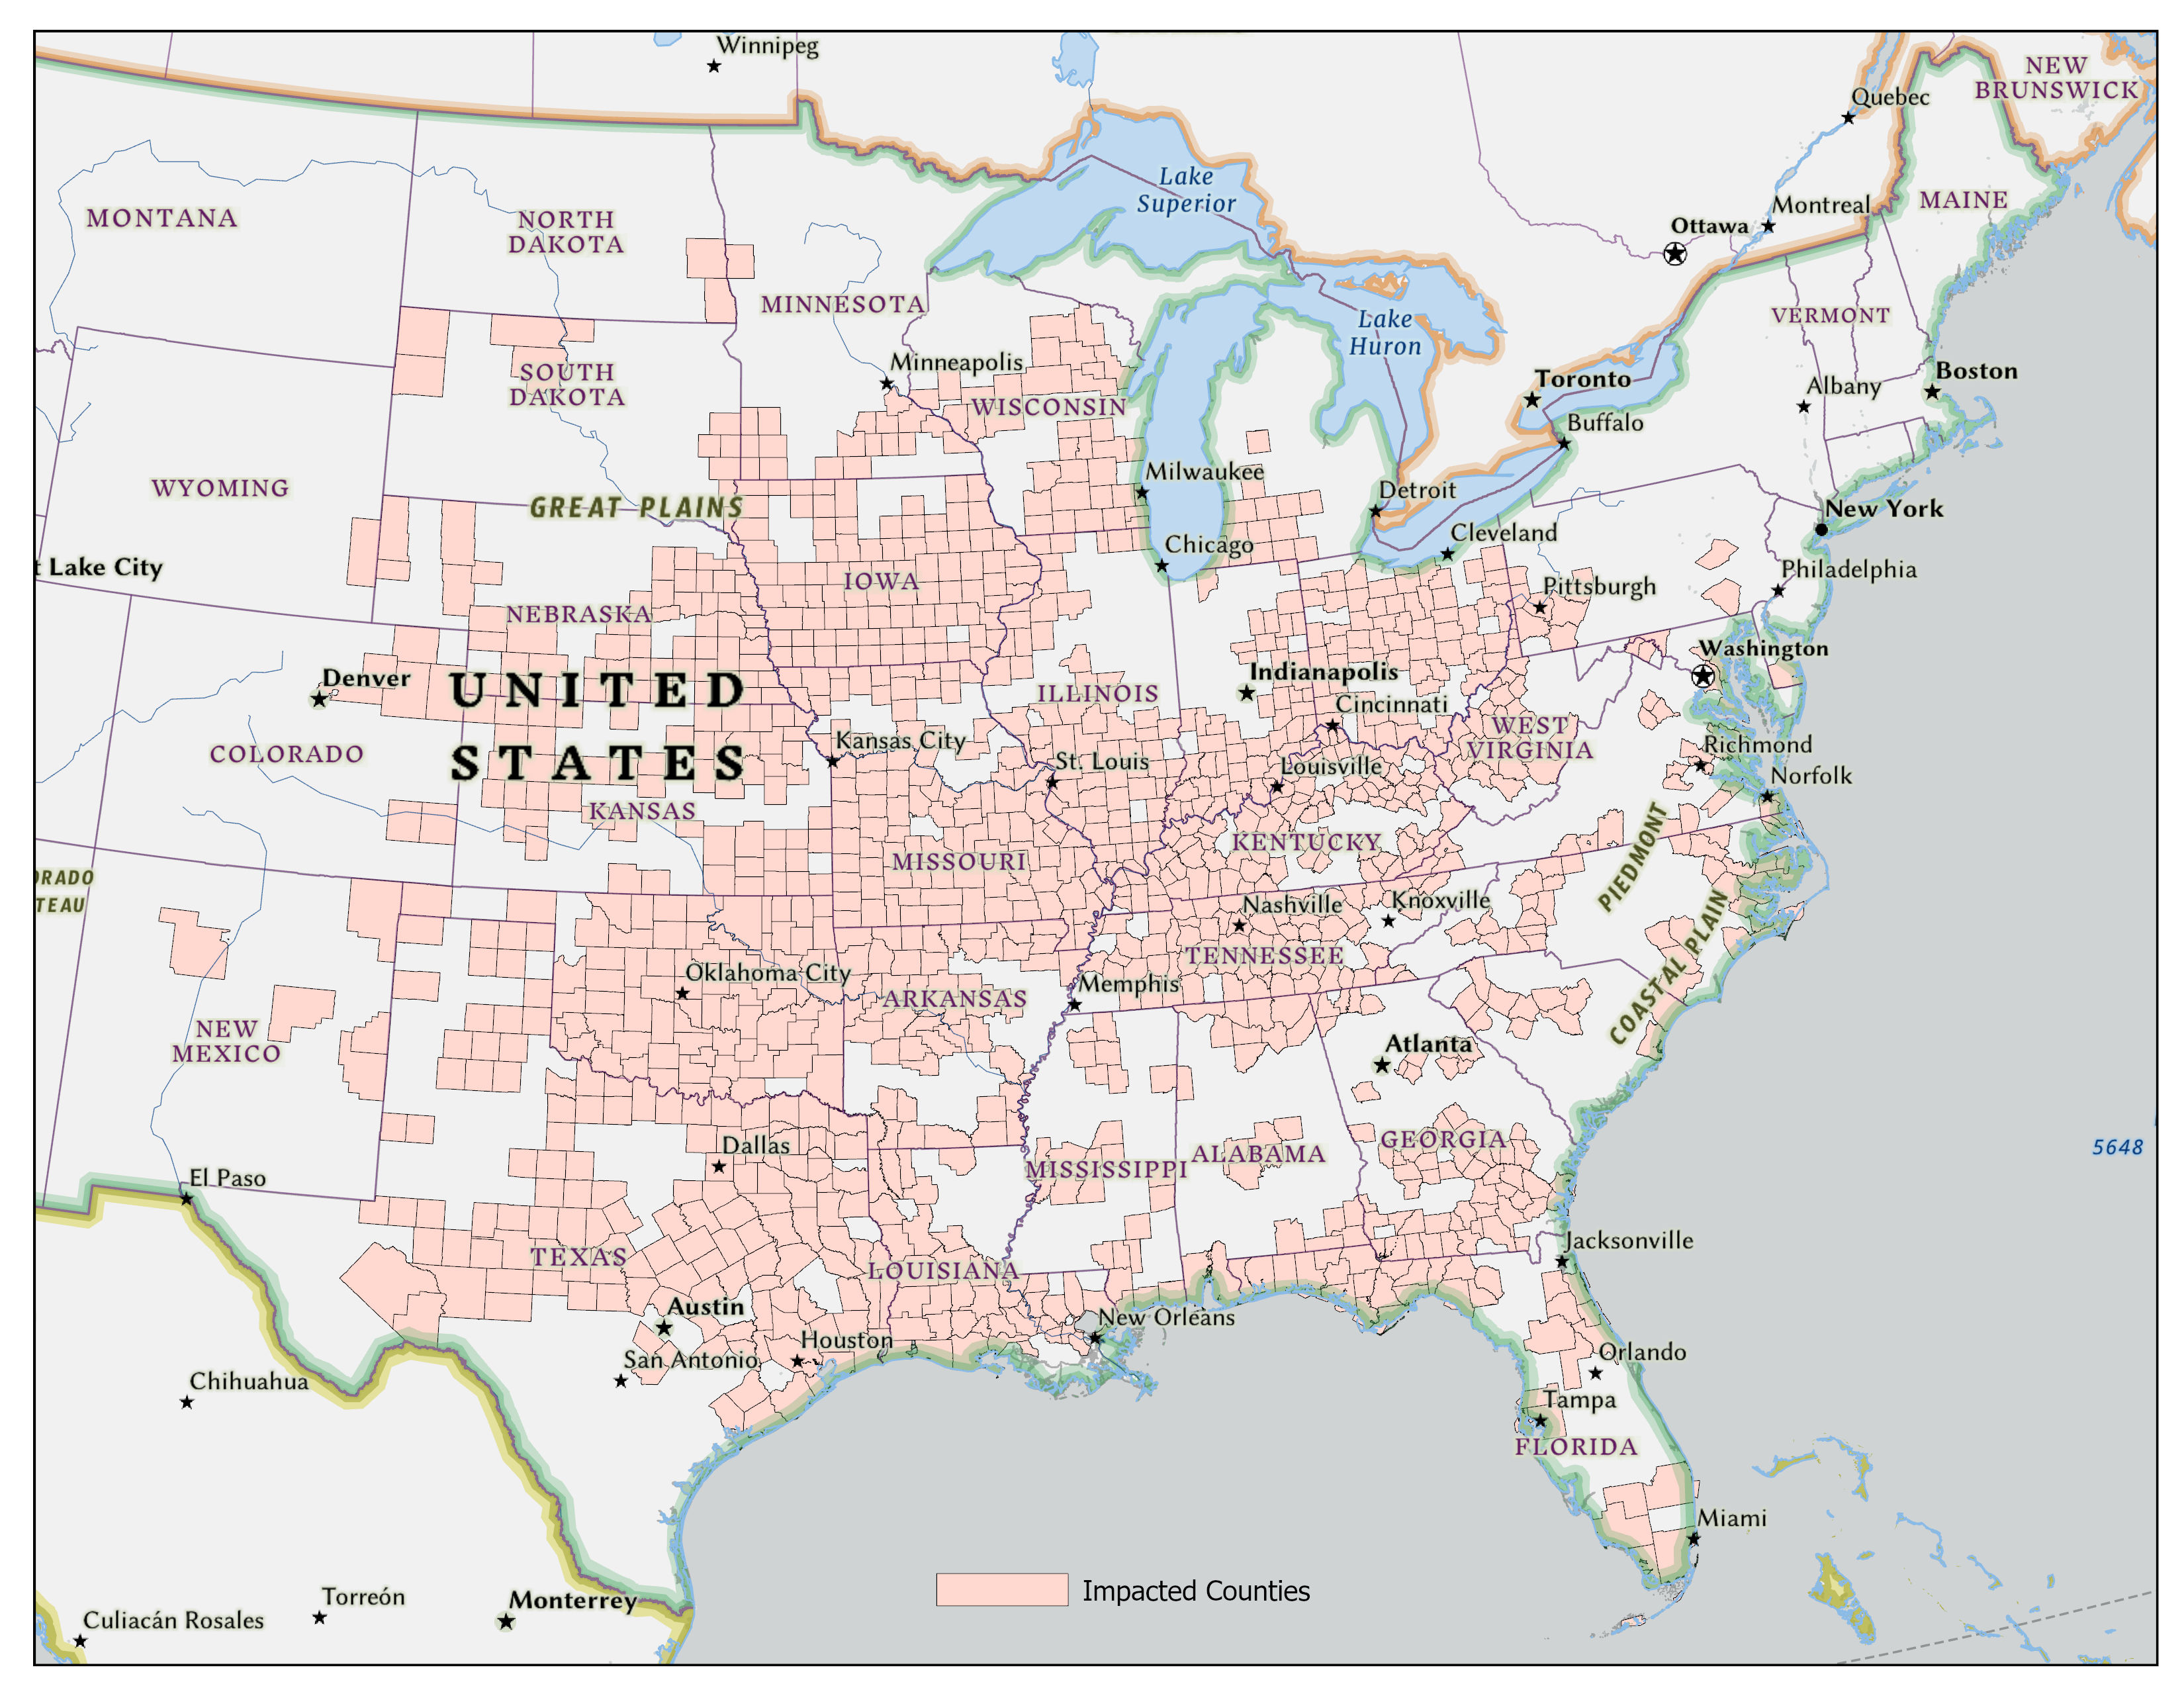 Winnipeg
NEW
BRUNSWICK
Quebec
Lake
Superior
MONTANA
NORTH
DAKOTA
MAINE
Montreal
Ottawa
MINNESOTA
VERMONT
Lake
Huron
Minneapolis
SOUTH
DAKOTA
Toronto
Boston
Albany
WISCONSIN
Buffalo
Milwaukee
WYOMING
Detroit
GREAT PLAINS
New York
Cleveland
Chicago
t Lake City
Philadelphia
IOWA
Pittsburgh
NEBRASKA
Washington
Denver
UNITED
STATES
Indianapolis
ILLINOIS
Cincinnati
WEST
VIRGINIA
Kansas City
COLORADO
St. Louis
Louisville
Richmond
Norfolk
KANSAS
KENTUCKY
PIEDMONT
MISSOURI
ORADO
TEAU
Nashville
Knoxville
COASTAL PLAIN
TENNESSEE
Oklahoma City
Memphis
ARKANSAS
NEW
MEXICO
Atlanta
Dallas
GEORGIA
ALABAMA
MISSISSIPPI
5648
El Paso
Jacksonville
TEXAS
LOUISIANA
Austin
New Orleans
Houston
San Antonio
Orlando
Chihuahua
Tampa
FLORIDA
Miami
Impacted Counties
Torreón
Monterrey
Culiacán Rosales